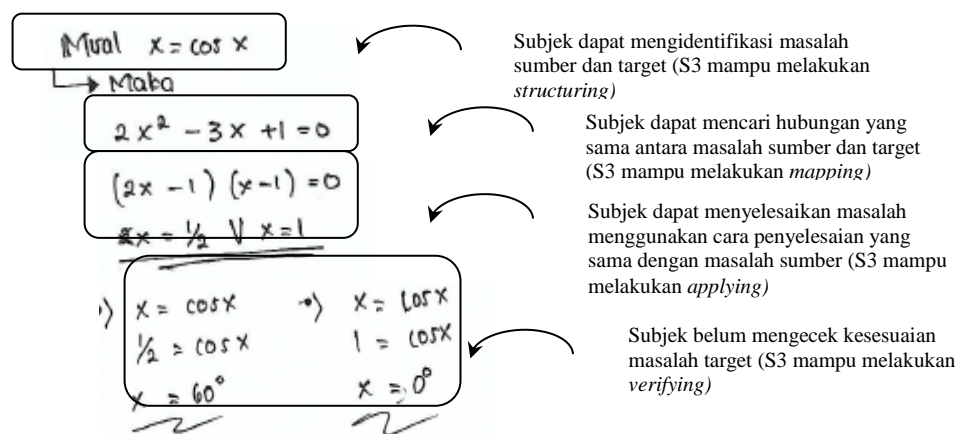 Misal x = cos x
Maka
2x² - 3x + 1 = 0
(2x - 1) (x - 1) = 0
x = 1/2 V x = 1
•) x = cos x •) x = cos x
1/2 = cos x 1 = cos x
x = 60° x = 0°
Subjek dapat mengidentifikasi masalah
sumber dan target (S3 mampu melakukan
structuring)
Subjek dapat mencari hubungan yang
sama antara masalah sumber dan target
(S3 mampu melakukan mapping)
Subjek dapat menyelesaikan masalah
menggunakan cara penyelesaian yang
sama dengan masalah sumber (S3 mampu
melakukan applying)
Subjek belum mengecek kesesuaian
masalah target (S3 mampu melakukan
verifying)